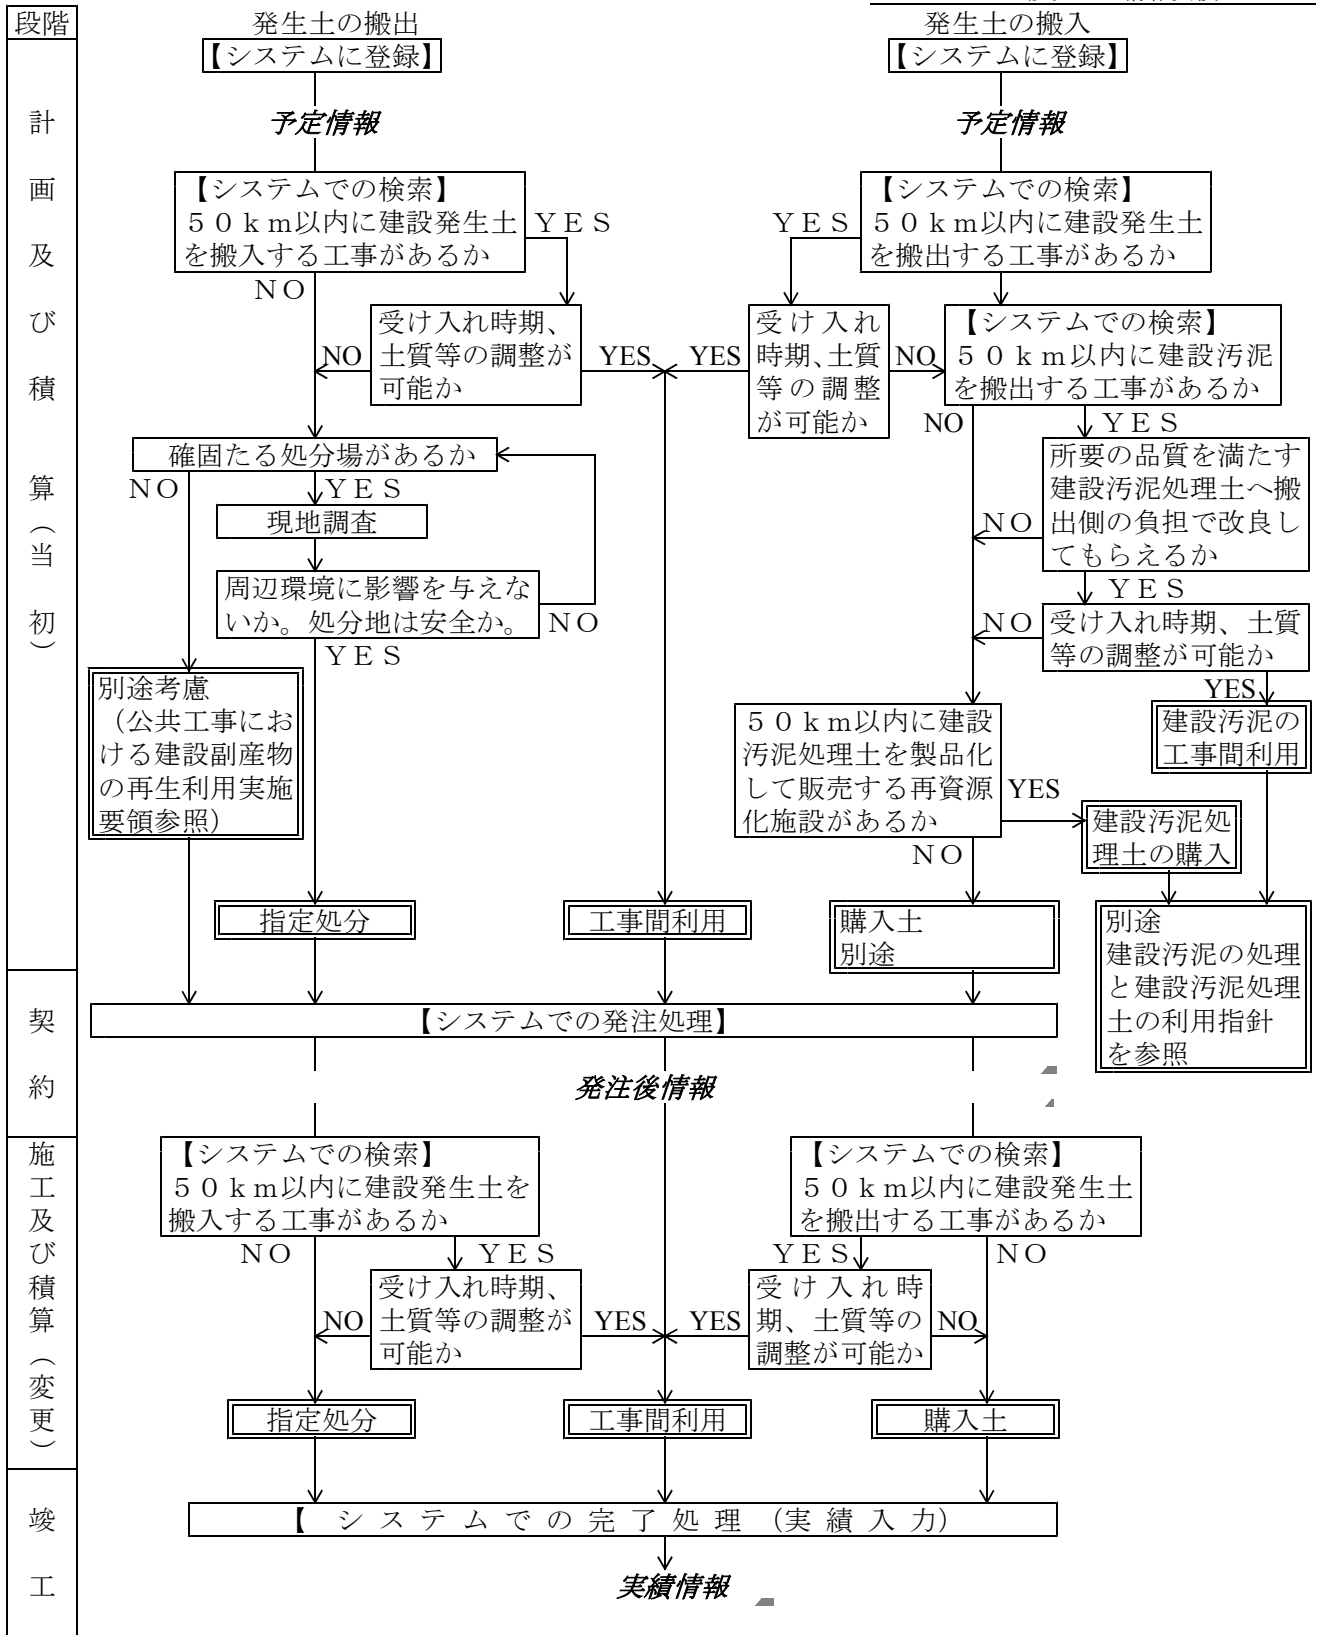 段階
発生土の搬出
発生土の搬入
【システムに登録】
【システムに登録】
計画及び積算(当初)
予定情報
予定情報
【システムでの検索】
５０ｋｍ以内に建設発生土
を搬入する工事があるか
ＹＥＳ
ＮＯ
受け入れ時期、
土質等の調整が
可能か
NO
YES
ＹＥＳ
【システムでの検索】
５０ｋｍ以内に建設発生土
を搬出する工事があるか
受け入れ
時期、土質
等の調整
が可能か
YES
NO
【システムでの検索】
５０ｋｍ以内に建設汚泥
を搬出する工事があるか
NO
ＹＥＳ
確固たる処分場があるか
ＮＯ
ＹＥＳ
現地調査
周辺環境に影響を与えな
いか。処分地は安全か。
ＮＯ
ＹＥＳ
所要の品質を満たす
建設汚泥処理土へ搬
出側の負担で改良し
てもらえるか
ＮＯ
ＹＥＳ
受け入れ時期、土質
等の調整が可能か
ＮＯ
YES
別途考慮
（公共工事にお
ける建設副産物
の再生利用実施
要領参照）
５０ｋｍ以内に建設
汚泥処理土を製品化
して販売する再資源
化施設があるか
YES
ＮＯ
建設汚泥の
工事間利用
建設汚泥処
理土の購入
指定処分
工事間利用
購入土
別途
別途
建設汚泥の処理
と建設汚泥処理
土の利用指針
を参照
契約
【システムでの発注処理】
発注後情報
施工及び積算(変更)
【システムでの検索】
５０ｋｍ以内に建設発生土を
搬入する工事があるか
ＮＯ
ＹＥＳ
受け入れ時期、
土質等の調整が
可能か
NO
YES
【システムでの検索】
５０ｋｍ以内に建設発生土
を搬出する工事があるか
ＹＥＳ
ＮＯ
受け入れ時
期、土質等の
調整が可能か
YES
NO
指定処分
工事間利用
購入土
竣工
【システムでの完了処理（実績入力）
実績情報